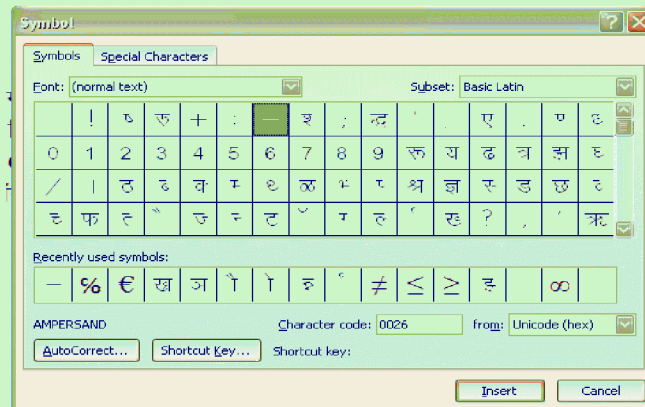 Symbol
Symbols Special Characters
Font: (normal text) Subset: Basic Latin
! ष् रु + : — श् ; द्ध ' . ए . ण्
0 1 2 3 4 5 6 7 8 9 रू य ढ त्र झ घ्
/ । ठ क् ळ श्र ज्ञ स् ड छ
च् फ त् ज् न् ट ल् ख् ? , ऋ
Recently used symbols:
— % € ख ञ ौ ो ≠ ≤ ≥ ङ ∞
AMPERSAND Character code: 0026 from: Unicode (hex)
AutoCorrect... Shortcut Key... Shortcut key:
Insert Cancel